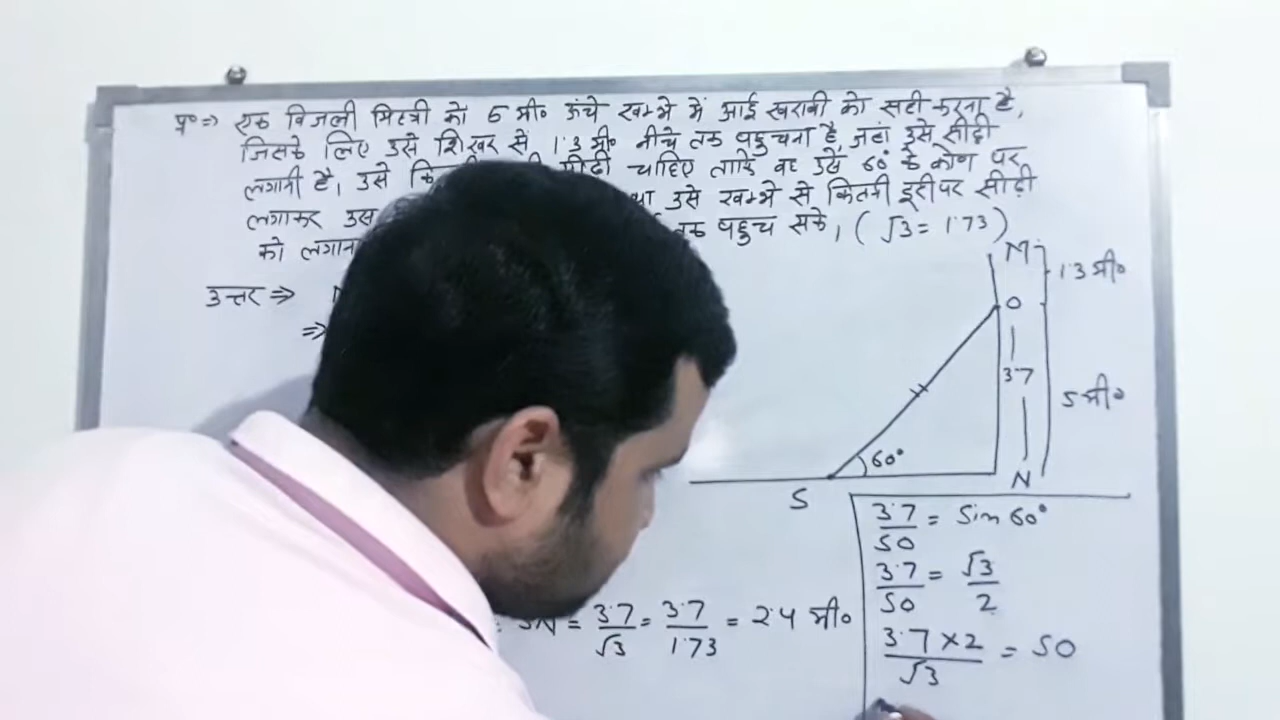 प्र०⇒ एक बिजली मिस्त्री को 5 मी० ऊंचे खम्भे में आई खराबी को सही करना है,
जिसके लिए उसे शिखर से 1.3 मी० नीचे तक पहुचना है, जहां उसे सीढ़ी
लगानी है। उसे सीढ़ी चाहिए ताकि वह उसे 60° के कोण पर
लगाकर उस उसे खम्भे से कितनी दूरी पर सीढ़ी
को लगाना तक पहुच सके। (√3 = 1.73)
उत्तर ⇒
⇒
M
1.3 मी०
O
3.7
5 मी०
60°
S
N
3.7/SO = Sin 60°
3.7/SO = √3/2
3.7 × 2/√3 = SO
SN = 3.7/√3 = 3.7/1.73 = 2.4 मी०